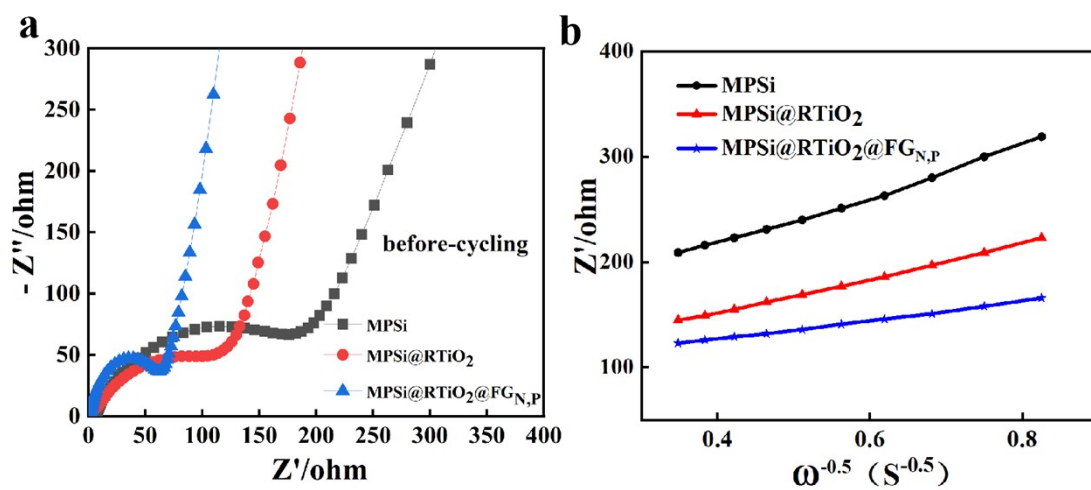 a
300
250
200
150
100
50
0
- Z''/ohm
before-cycling
MPSi
MPSi@RTiO₂
MPSi@RTiO₂@FG_N,P
0 50 100 150 200 250 300 350 400
Z'/ohm
b
400
300
200
100
Z'/ohm
MPSi
MPSi@RTiO₂
MPSi@RTiO₂@FG_N,P
0.4 0.6 0.8
ω^-0.5 (S^-0.5)